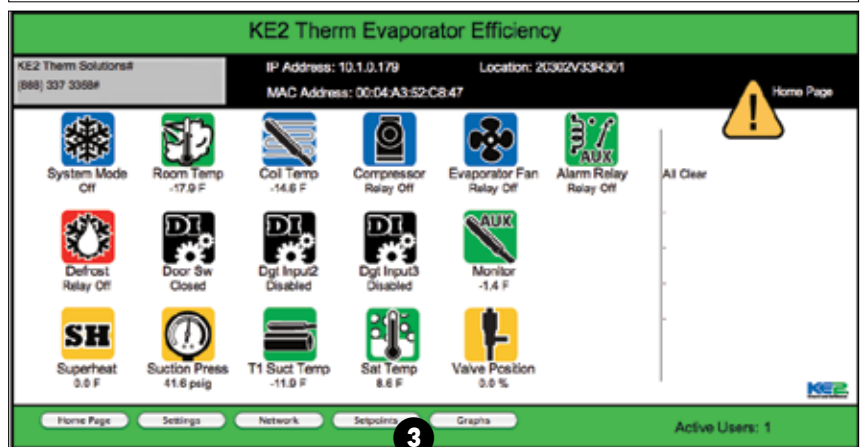 KE2 Therm Evaporator Efficiency
KE2 Therm Solutions#
(888) 337 3358#
IP Address: 10.1.0.179
Location: 20302V33R301
MAC Address: 00:04:A3:52:C8:47
Home Page
!
AUX
System Mode
Off
Room Temp
-17.9 F
Coil Temp
-14.6 F
Compressor
Relay Off
Evaporator Fan
Relay Off
Alarm Relay
Relay Off
All Clear
DI
DI
DI
AUX
Defrost
Relay Off
Door Sw
Closed
Dgt Input2
Disabled
Dgt Input3
Disabled
Monitor
-1.4 F
SH
Superheat
0.0 F
Suction Press
41.6 psig
T1 Suct Temp
-11.9 F
Sat Temp
8.6 F
Valve Position
0.0 %
KE2
Home Page
Settings
Network
Setpoints
Graphs
3
Active Users: 1